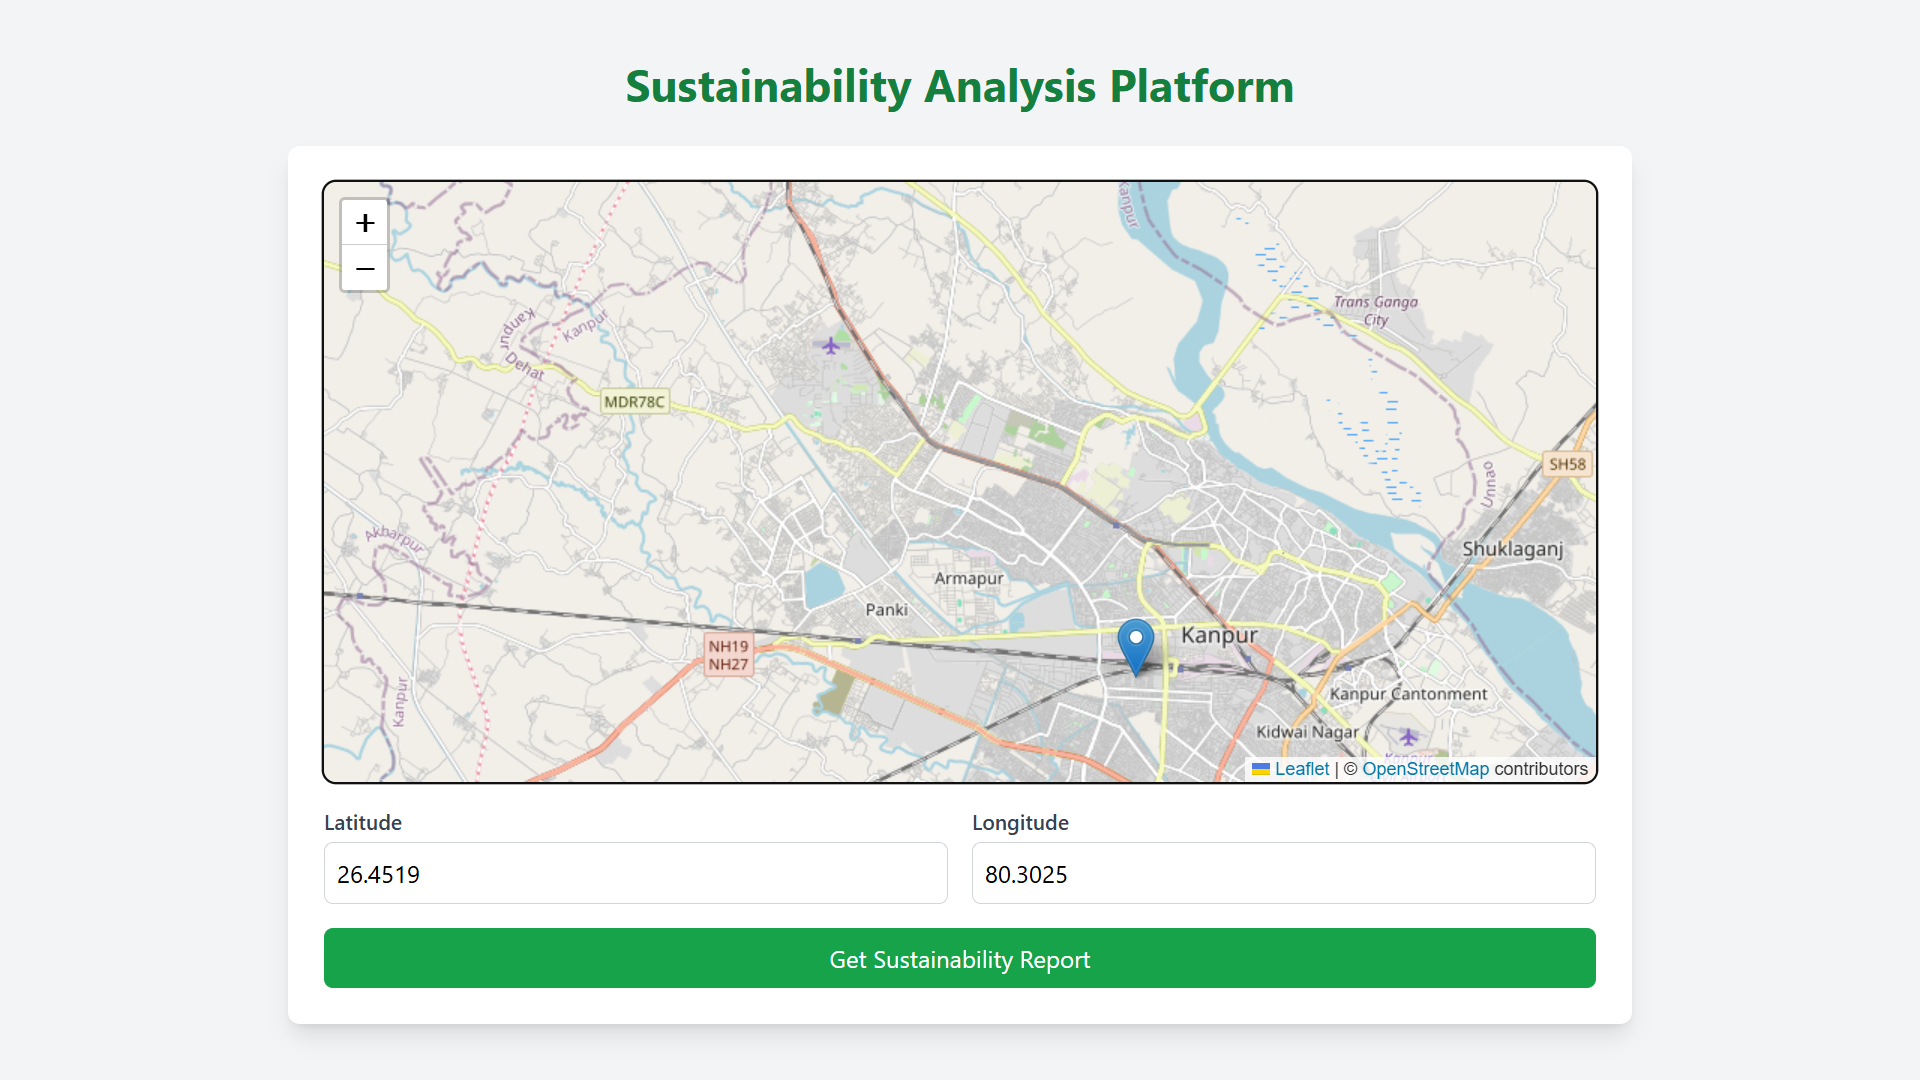 Sustainability Analysis Platform
+
−
Kanpur
Trans Ganga
City
Kanpur
Kanpur
Dehat
MDR78C
SH58
Unnao
Akbarpur
Shuklaganj
Armapur
Panki
Kanpur
NH19
NH27
Kanpur
Kanpur Cantonment
Kidwai Nagar
Leaflet | © OpenStreetMap contributors
Latitude
Longitude
26.4519
80.3025
Get Sustainability Report